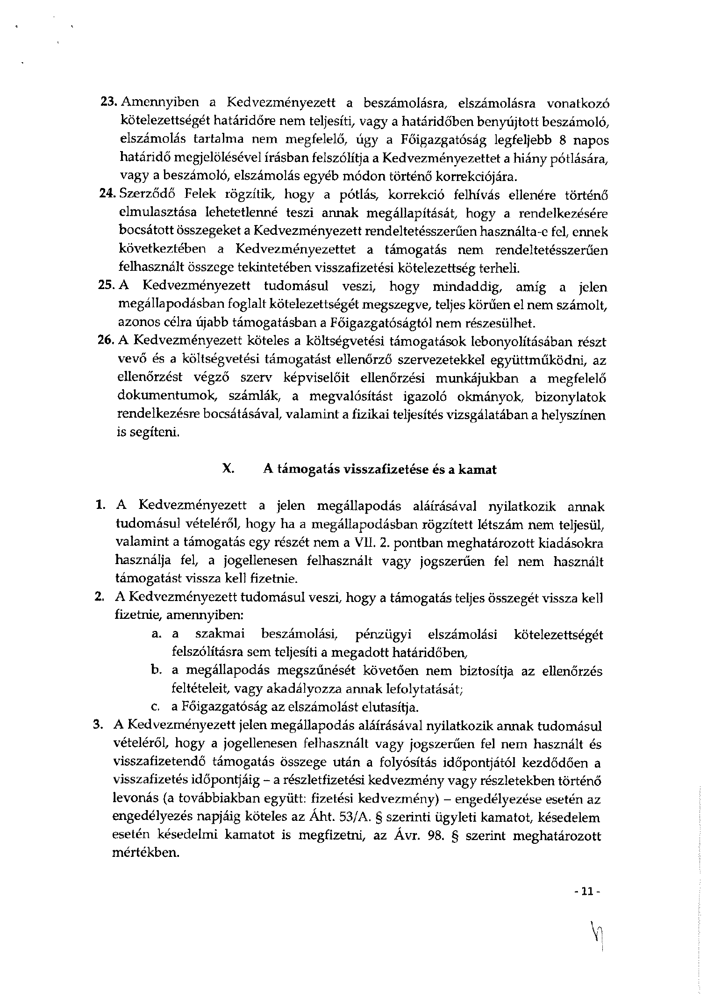 23. Amennyiben a Kedvezményezett a beszámolásra, elszámolásra vonatkozó
kötelezettségét határidőre nem teljesíti, vagy a határidőben benyújtott beszámoló,
elszámolás tartalma nem megfelelő, úgy a Főigazgatóság legfeljebb 8 napos
határidő megjelölésével írásban felszólítja a Kedvezményezettet a hiány pótlására,
vagy a beszámoló, elszámolás egyéb módon történő korrekciójára.
24. Szerződő Felek rögzítik, hogy a pótlás, korrekció felhívás ellenére történő
elmulasztása lehetetlenné teszi annak megállapítását, hogy a rendelkezésére
bocsátott összegeket a Kedvezményezett rendeltetésszerűen használta-e fel, ennek
következtében a Kedvezményezettet a támogatás nem rendeltetésszerűen
felhasznált összege tekintetében visszafizetési kötelezettség terheli.
25. A Kedvezményezett tudomásul veszi, hogy mindaddig, amíg a jelen
megállapodásban foglalt kötelezettségét megszegve, teljes körűen el nem számolt,
azonos célra újabb támogatásban a Főigazgatóságtól nem részesülhet.
26. A Kedvezményezett köteles a költségvetési támogatások lebonyolításában részt
vevő és a költségvetési támogatást ellenőrző szervezetekkel együttműködni, az
ellenőrzést végző szerv képviselőit ellenőrzési munkájukban a megfelelő
dokumentumok, számlák, a megvalósítást igazoló okmányok, bizonylatok
rendelkezésre bocsátásával, valamint a fizikai teljesítés vizsgálatában a helyszínen
is segíteni.
X. A támogatás visszafizetése és a kamat
1. A Kedvezményezett a jelen megállapodás aláírásával nyilatkozik annak
tudomásul vételéről, hogy ha a megállapodásban rögzített létszám nem teljesül,
valamint a támogatás egy részét nem a VII. 2. pontban meghatározott kiadásokra
használja fel, a jogellenesen felhasznált vagy jogszerűen fel nem használt
támogatást vissza kell fizetnie.
2. A Kedvezményezett tudomásul veszi, hogy a támogatás teljes összegét vissza kell
fizetnie, amennyiben:
a. a szakmai beszámolási, pénzügyi elszámolási kötelezettségét
felszólításra sem teljesíti a megadott határidőben,
b. a megállapodás megszűnését követően nem biztosítja az ellenőrzés
feltételeit, vagy akadályozza annak lefolytatását;
c. a Főigazgatóság az elszámolást elutasítja.
3. A Kedvezményezett jelen megállapodás aláírásával nyilatkozik annak tudomásul
vételéről, hogy a jogellenesen felhasznált vagy jogszerűen fel nem használt és
visszafizetendő támogatás összege után a folyósítás időpontjától kezdődően a
visszafizetés időpontjáig – a részletfizetési kedvezmény vagy részletekben történő
levonás (a továbbiakban együtt: fizetési kedvezmény) – engedélyezése esetén az
engedélyezés napjáig köteles az Áht. 53/A. § szerinti ügyleti kamatot, késedelem
esetén késedelmi kamatot is megfizetni, az Ávr. 98. § szerint meghatározott
mértékben.
- 11 -